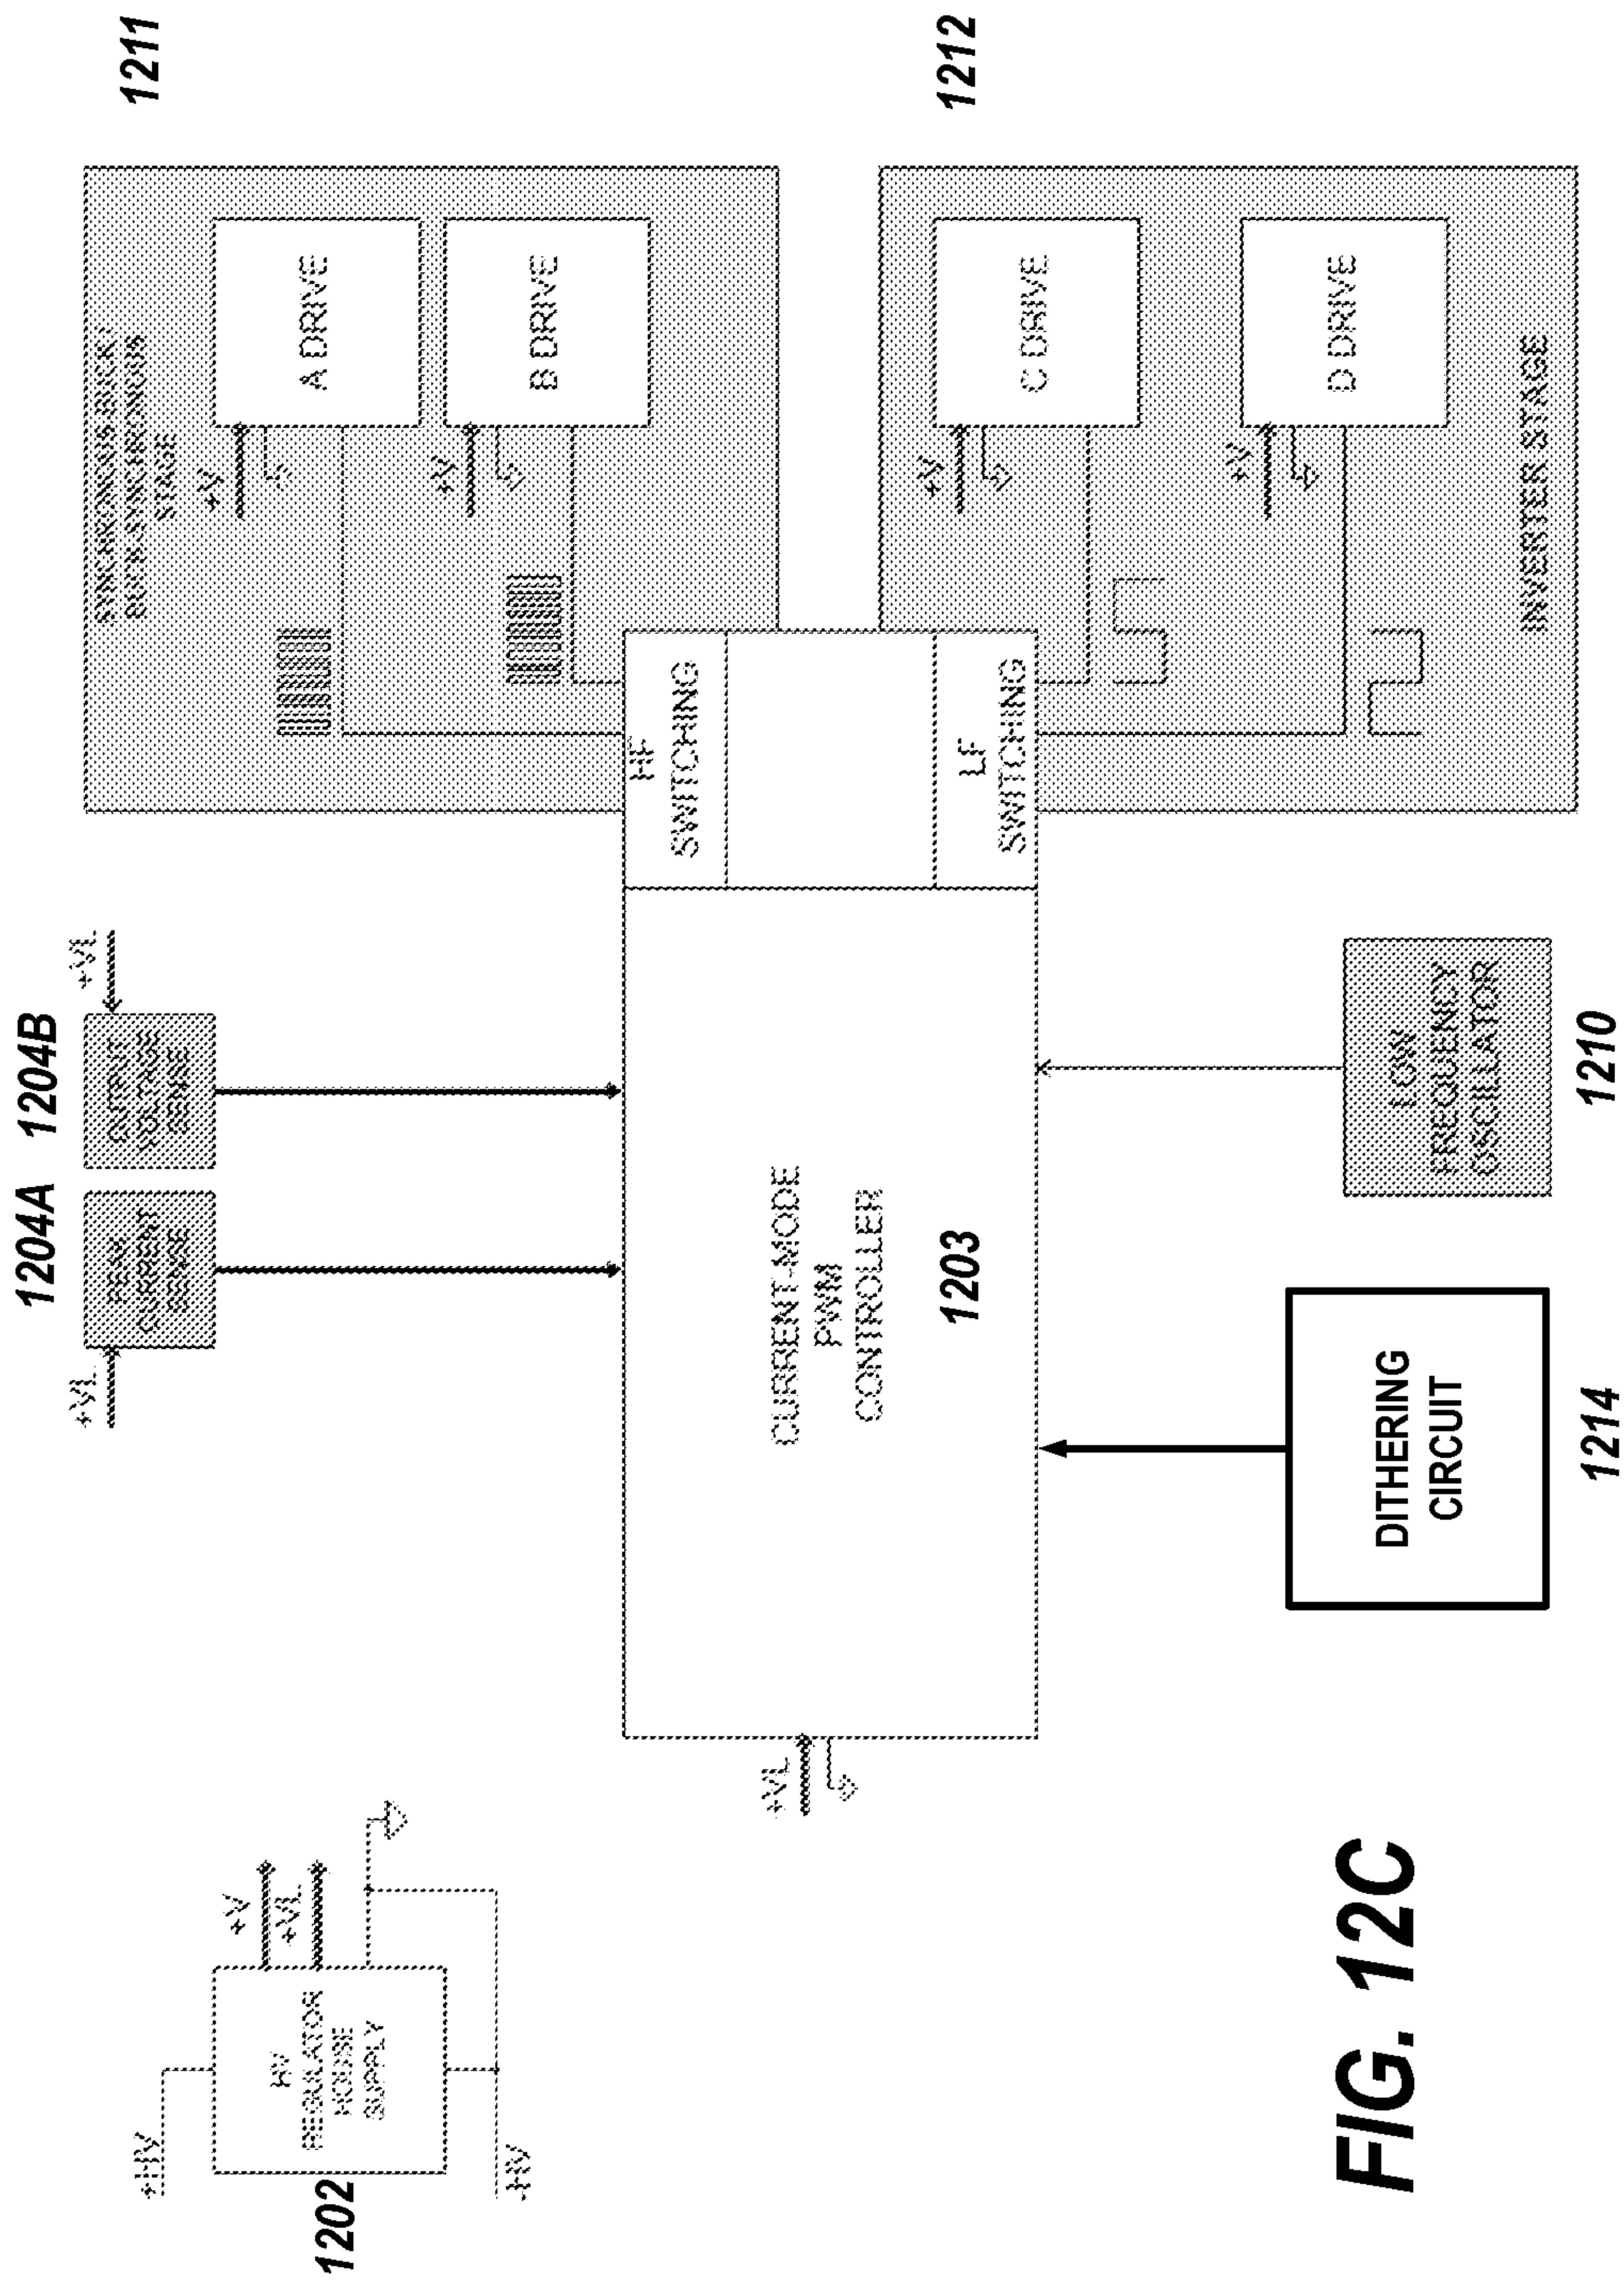 1211
SYNCHRONOUS-BUCK
STAGE
+V
A DRIVE
+V
B DRIVE
HF
SWITCHING
1212
+V
C DRIVE
+V
D DRIVE
INVERTER STAGE
LF
SWITCHING
1204A
+VL
PEAK
CURRENT
SENSE
1204B
+VL
OUTPUT
VOLTAGE
SENSE
CURRENT-MODE
PWM
CONTROLLER
1203
+VL
LOW
FREQUENCY
OSCILLATOR
1210
DITHERING
CIRCUIT
1214
+HV
HV
REGULATOR
HOUSE
SUPPLY
+V
+VL
-HV
1202
FIG. 12C